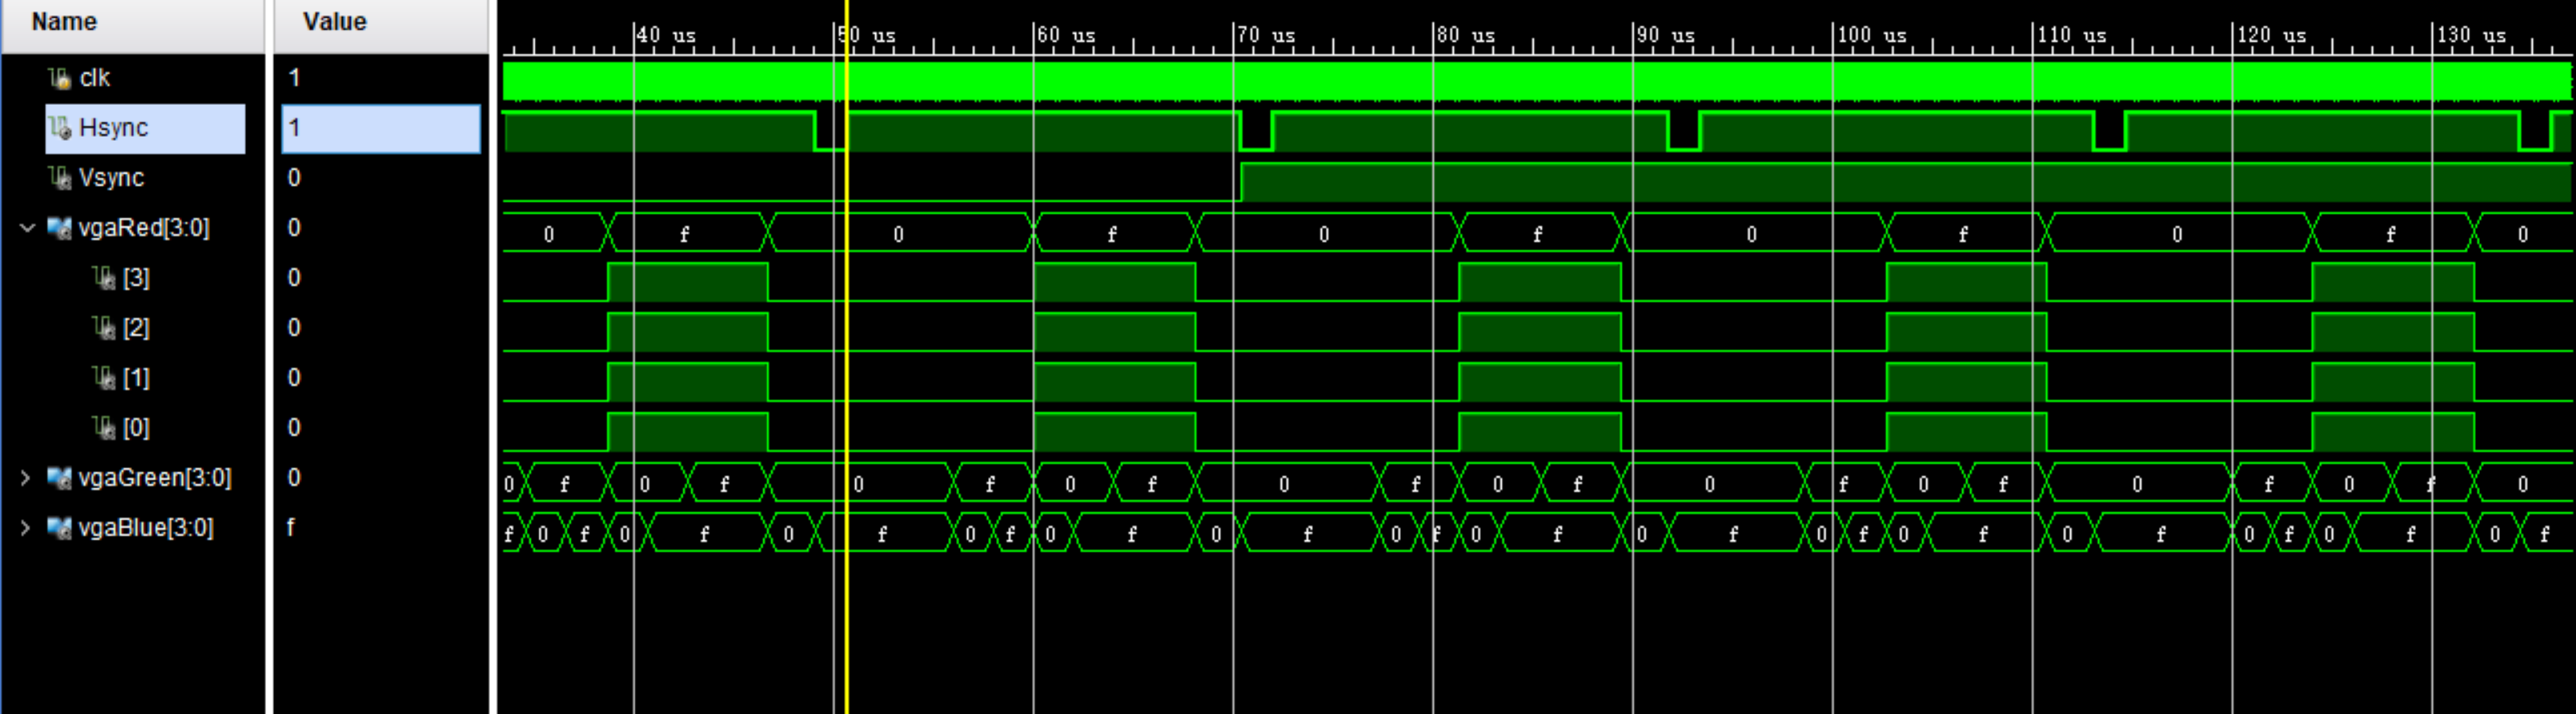 Name Value 40 us 50 us 60 us 70 us 80 us 90 us 100 us 110 us 120 us 130 us
clk 1
Hsync 1
Vsync 0
vgaRed[3:0] 0 0 f 0 f 0 f 0 f 0 f 0
[3] 0
[2] 0
[1] 0
[0] 0
vgaGreen[3:0] 0 0 f 0 f 0 f 0 f 0 f 0 f 0 f 0 f 0 f 0 f 0
vgaBlue[3:0] f f 0 f 0 f 0 f 0 f 0 f 0 f 0 f 0 f 0 f 0 f 0 f 0 f 0 f 0 f 0 f 0 f